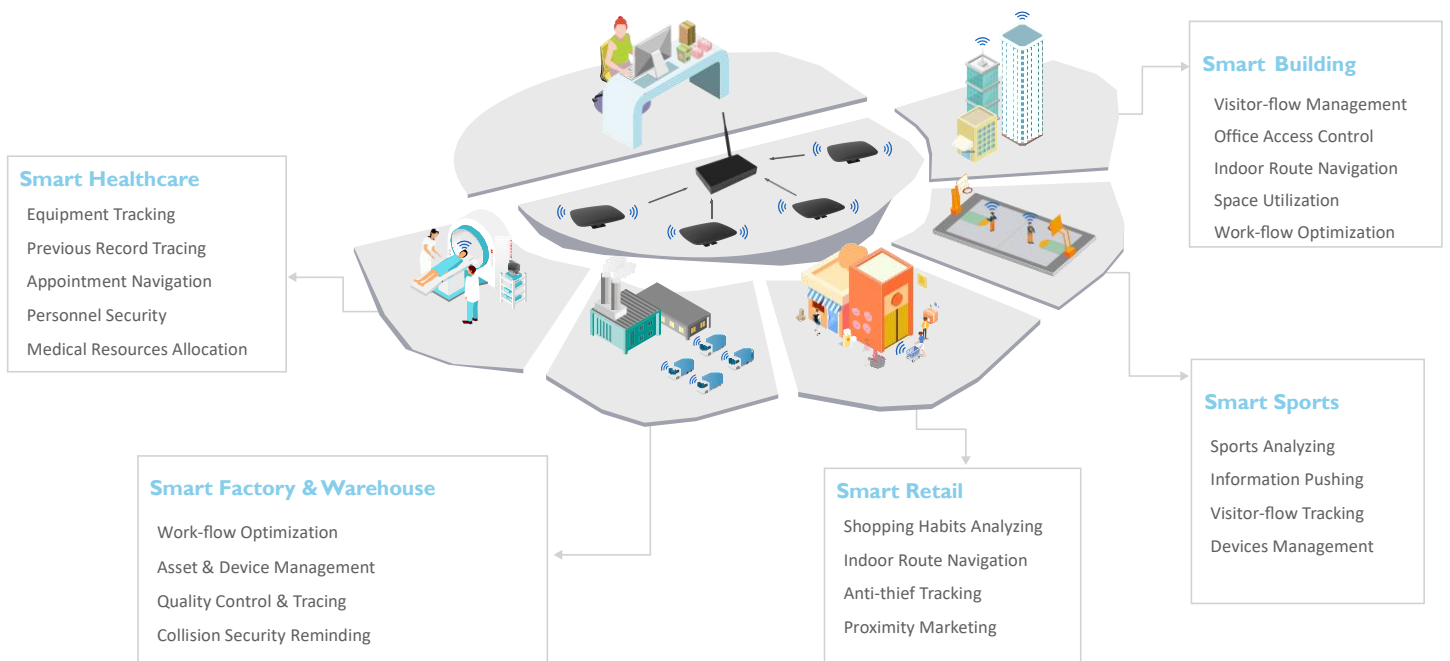 Smart Building
Visitor-flow Management
Office Access Control
Indoor Route Navigation
Space Utilization
Work-flow Optimization
Smart Healthcare
Equipment Tracking
Previous Record Tracing
Appointment Navigation
Personnel Security
Medical Resources Allocation
Smart Sports
Sports Analyzing
Information Pushing
Visitor-flow Tracking
Devices Management
Smart Factory & Warehouse
Work-flow Optimization
Asset & Device Management
Quality Control & Tracing
Collision Security Reminding
Smart Retail
Shopping Habits Analyzing
Indoor Route Navigation
Anti-thief Tracking
Proximity Marketing